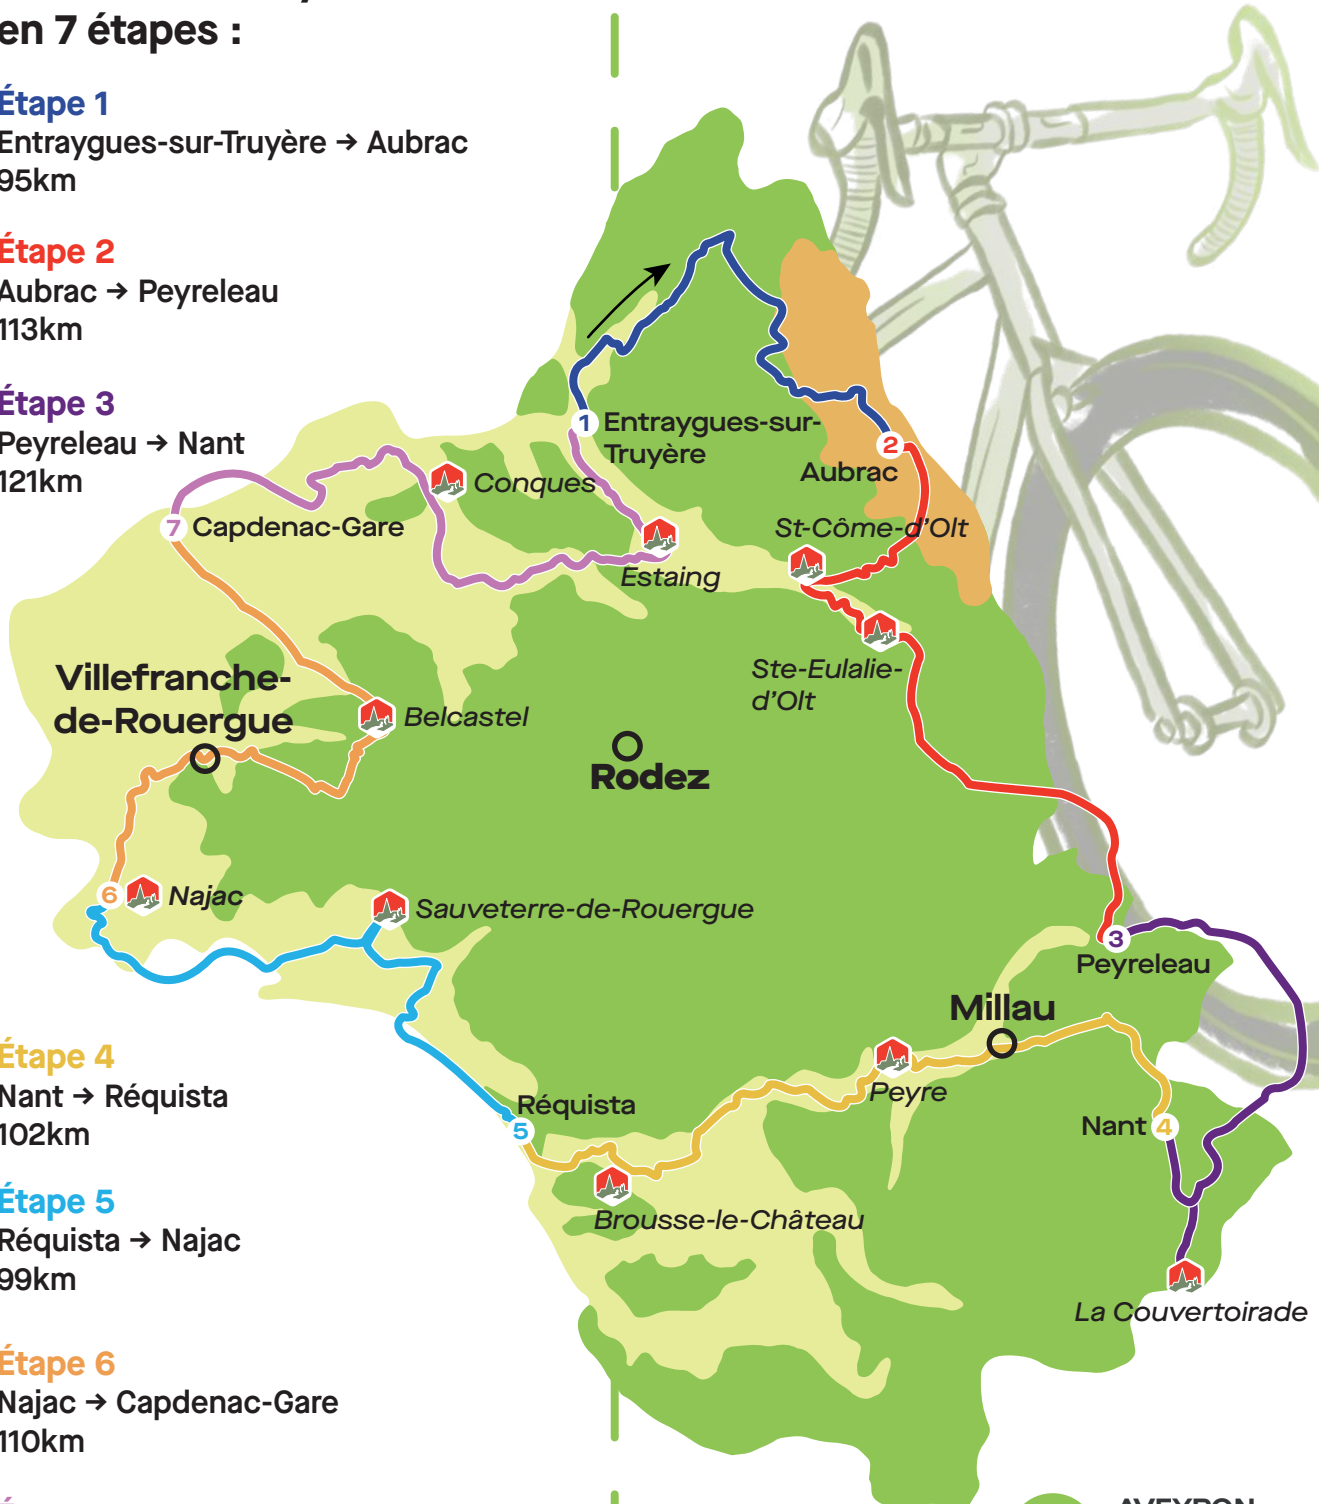 en 7 étapes :
Étape 1
Entraygues-sur-Truyère → Aubrac
95km
Étape 2
Aubrac → Peyreleau
113km
Étape 3
Peyreleau → Nant
121km
Étape 4
Nant → Réquista
102km
Étape 5
Réquista → Najac
99km
Étape 6
Najac → Capdenac-Gare
110km
1 Entraygues-sur-
Truyère
2
Aubrac
Conques
7 Capdenac-Gare
St-Côme-d'Olt
Estaing
Ste-Eulalie-
d'Olt
Villefranche-
de-Rouergue
Belcastel
Rodez
6 Najac
Sauveterre-de-Rouergue
3
Peyreleau
Millau
Peyre
Réquista
5
Nant 4
Brousse-le-Château
La Couvertoirade
AVEYRON